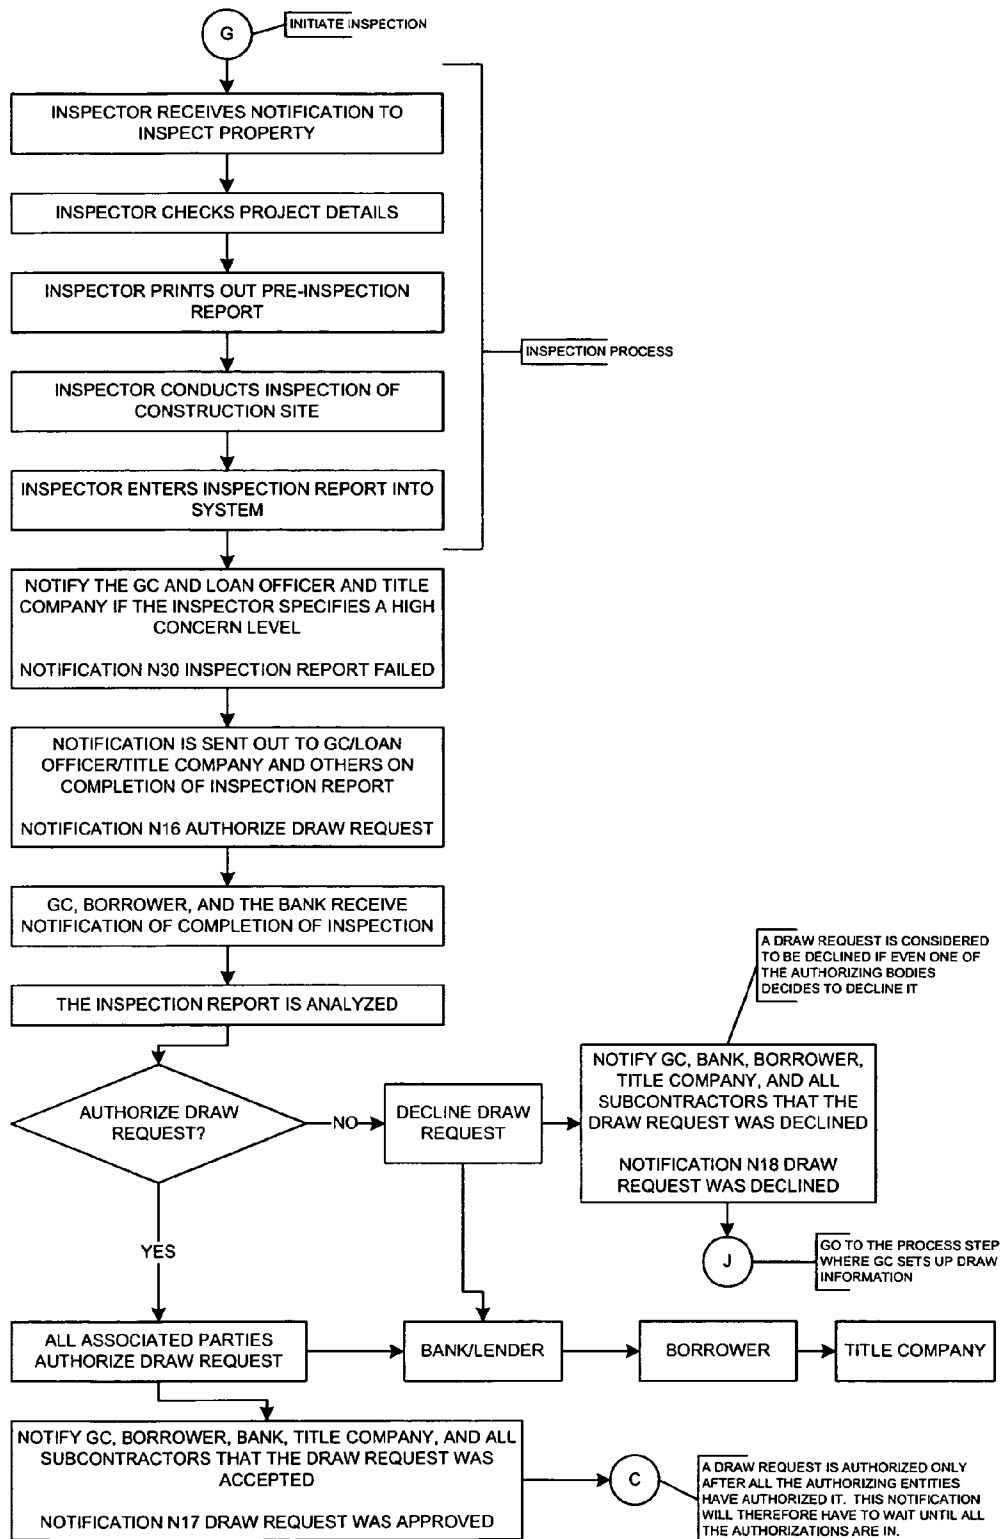 G
INITIATE INSPECTION
INSPECTOR RECEIVES NOTIFICATION TO
INSPECT PROPERTY
INSPECTOR CHECKS PROJECT DETAILS
INSPECTOR PRINTS OUT PRE-INSPECTION
REPORT
INSPECTION PROCESS
INSPECTOR CONDUCTS INSPECTION OF
CONSTRUCTION SITE
INSPECTOR ENTERS INSPECTION REPORT INTO
SYSTEM
NOTIFY THE GC AND LOAN OFFICER AND TITLE
COMPANY IF THE INSPECTOR SPECIFIES A HIGH
CONCERN LEVEL
NOTIFICATION N30 INSPECTION REPORT FAILED
NOTIFICATION IS SENT OUT TO GC/LOAN
OFFICER/TITLE COMPANY AND OTHERS ON
COMPLETION OF INSPECTION REPORT
NOTIFICATION N16 AUTHORIZE DRAW REQUEST
GC, BORROWER, AND THE BANK RECEIVE
NOTIFICATION OF COMPLETION OF INSPECTION
THE INSPECTION REPORT IS ANALYZED
A DRAW REQUEST IS CONSIDERED
TO BE DECLINED IF EVEN ONE OF
THE AUTHORIZING BODIES
DECIDES TO DECLINE IT
AUTHORIZE DRAW
REQUEST?
NO
DECLINE DRAW
REQUEST
NOTIFY GC, BANK, BORROWER,
TITLE COMPANY, AND ALL
SUBCONTRACTORS THAT THE
DRAW REQUEST WAS DECLINED
NOTIFICATION N18 DRAW
REQUEST WAS DECLINED
YES
J
GO TO THE PROCESS STEP
WHERE GC SETS UP DRAW
INFORMATION
ALL ASSOCIATED PARTIES
AUTHORIZE DRAW REQUEST
BANK/LENDER
BORROWER
TITLE COMPANY
NOTIFY GC, BORROWER, BANK, TITLE COMPANY, AND ALL
SUBCONTRACTORS THAT THE DRAW REQUEST WAS
ACCEPTED
NOTIFICATION N17 DRAW REQUEST WAS APPROVED
C
A DRAW REQUEST IS AUTHORIZED ONLY
AFTER ALL THE AUTHORIZING ENTITIES
HAVE AUTHORIZED IT. THIS NOTIFICATION
WILL THEREFORE HAVE TO WAIT UNTIL ALL
THE AUTHORIZATIONS ARE IN.